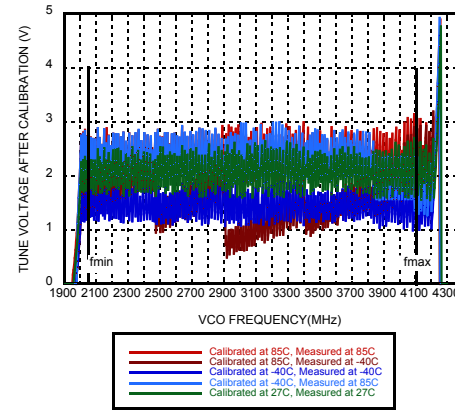 TUNE VOLTAGE AFTER CALIBRATION (V)
5
4
3
2
1
0
fmin
fmax
1900 2100 2300 2500 2700 2900 3100 3300 3500 3700 3900 4100 4300
VCO FREQUENCY(MHz)
Calibrated at 85C, Measured at 85C
Calibrated at 85C, Measured at -40C
Calibrated at -40C, Measured at -40C
Calibrated at -40C, Measured at 85C
Calibrated at 27C, Measured at 27C